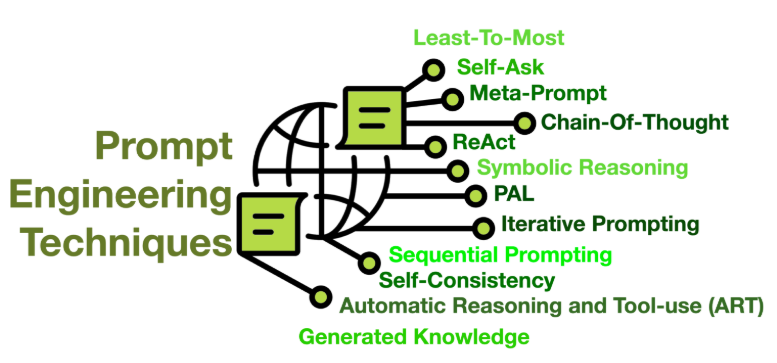 Prompt
Engineering
Techniques
Least-To-Most
Self-Ask
Meta-Prompt
Chain-Of-Thought
ReAct
Symbolic Reasoning
PAL
Iterative Prompting
Sequential Prompting
Self-Consistency
Automatic Reasoning and Tool-use (ART)
Generated Knowledge